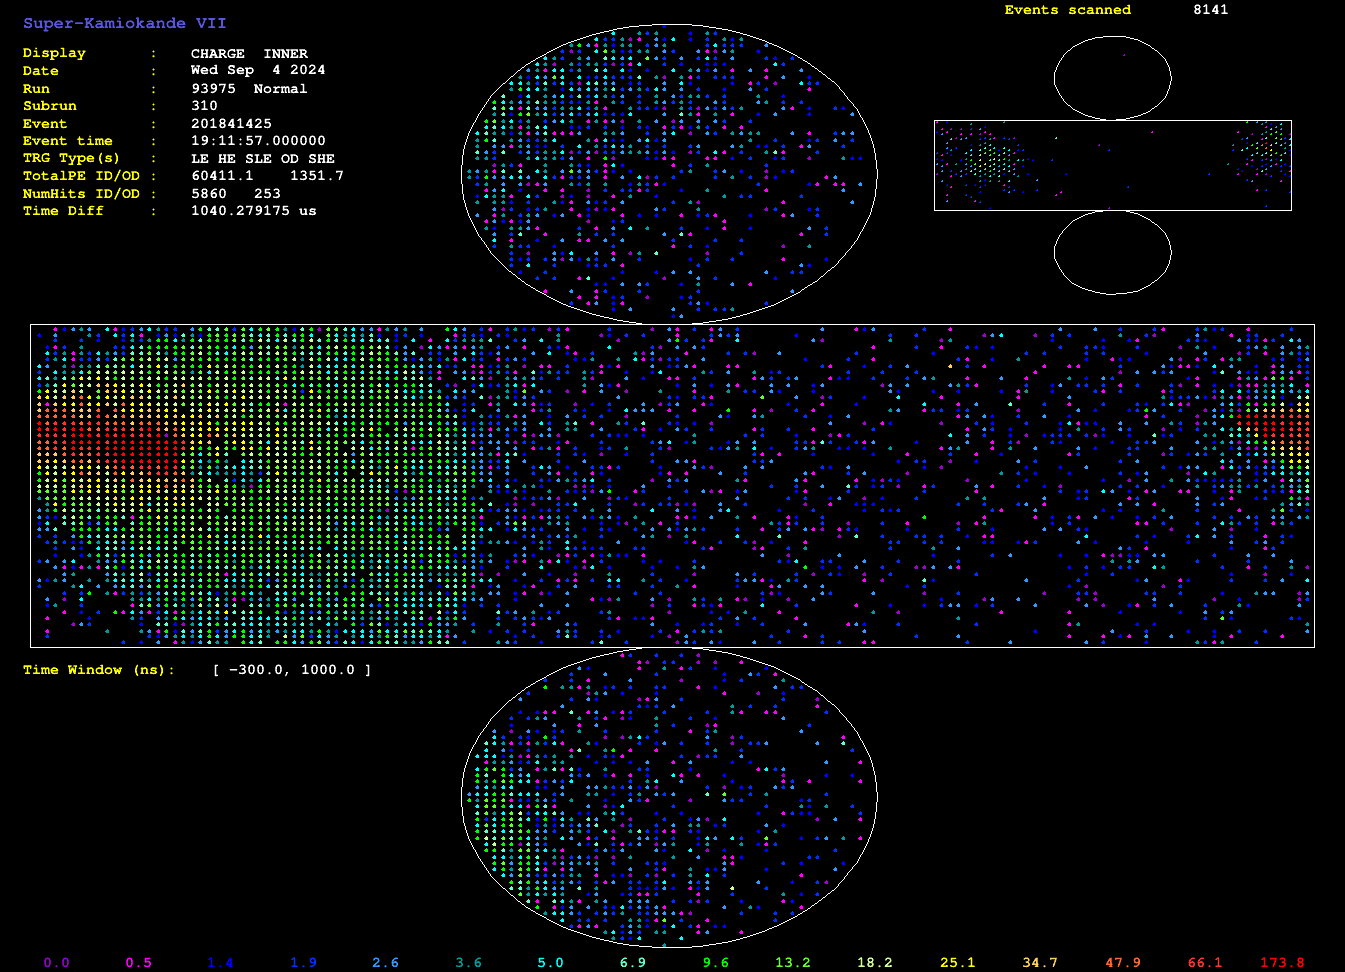 Super-Kamiokande VII
Events scanned 8141
Display : CHARGE INNER
Date : Wed Sep 4 2024
Run : 93975 Normal
Subrun : 310
Event : 201841425
Event time : 19:11:57.000000
TRG Type(s) : LE HE SLE OD SHE
TotalPE ID/OD : 60411.1 1351.7
NumHits ID/OD : 5860 253
Time Diff : 1040.279175 us
Time Window (ns): [ -300.0, 1000.0 ]
0.0 0.5 1.4 1.9 2.6 3.6 5.0 6.9 9.6 13.2 18.2 25.1 34.7 47.9 66.1 173.8